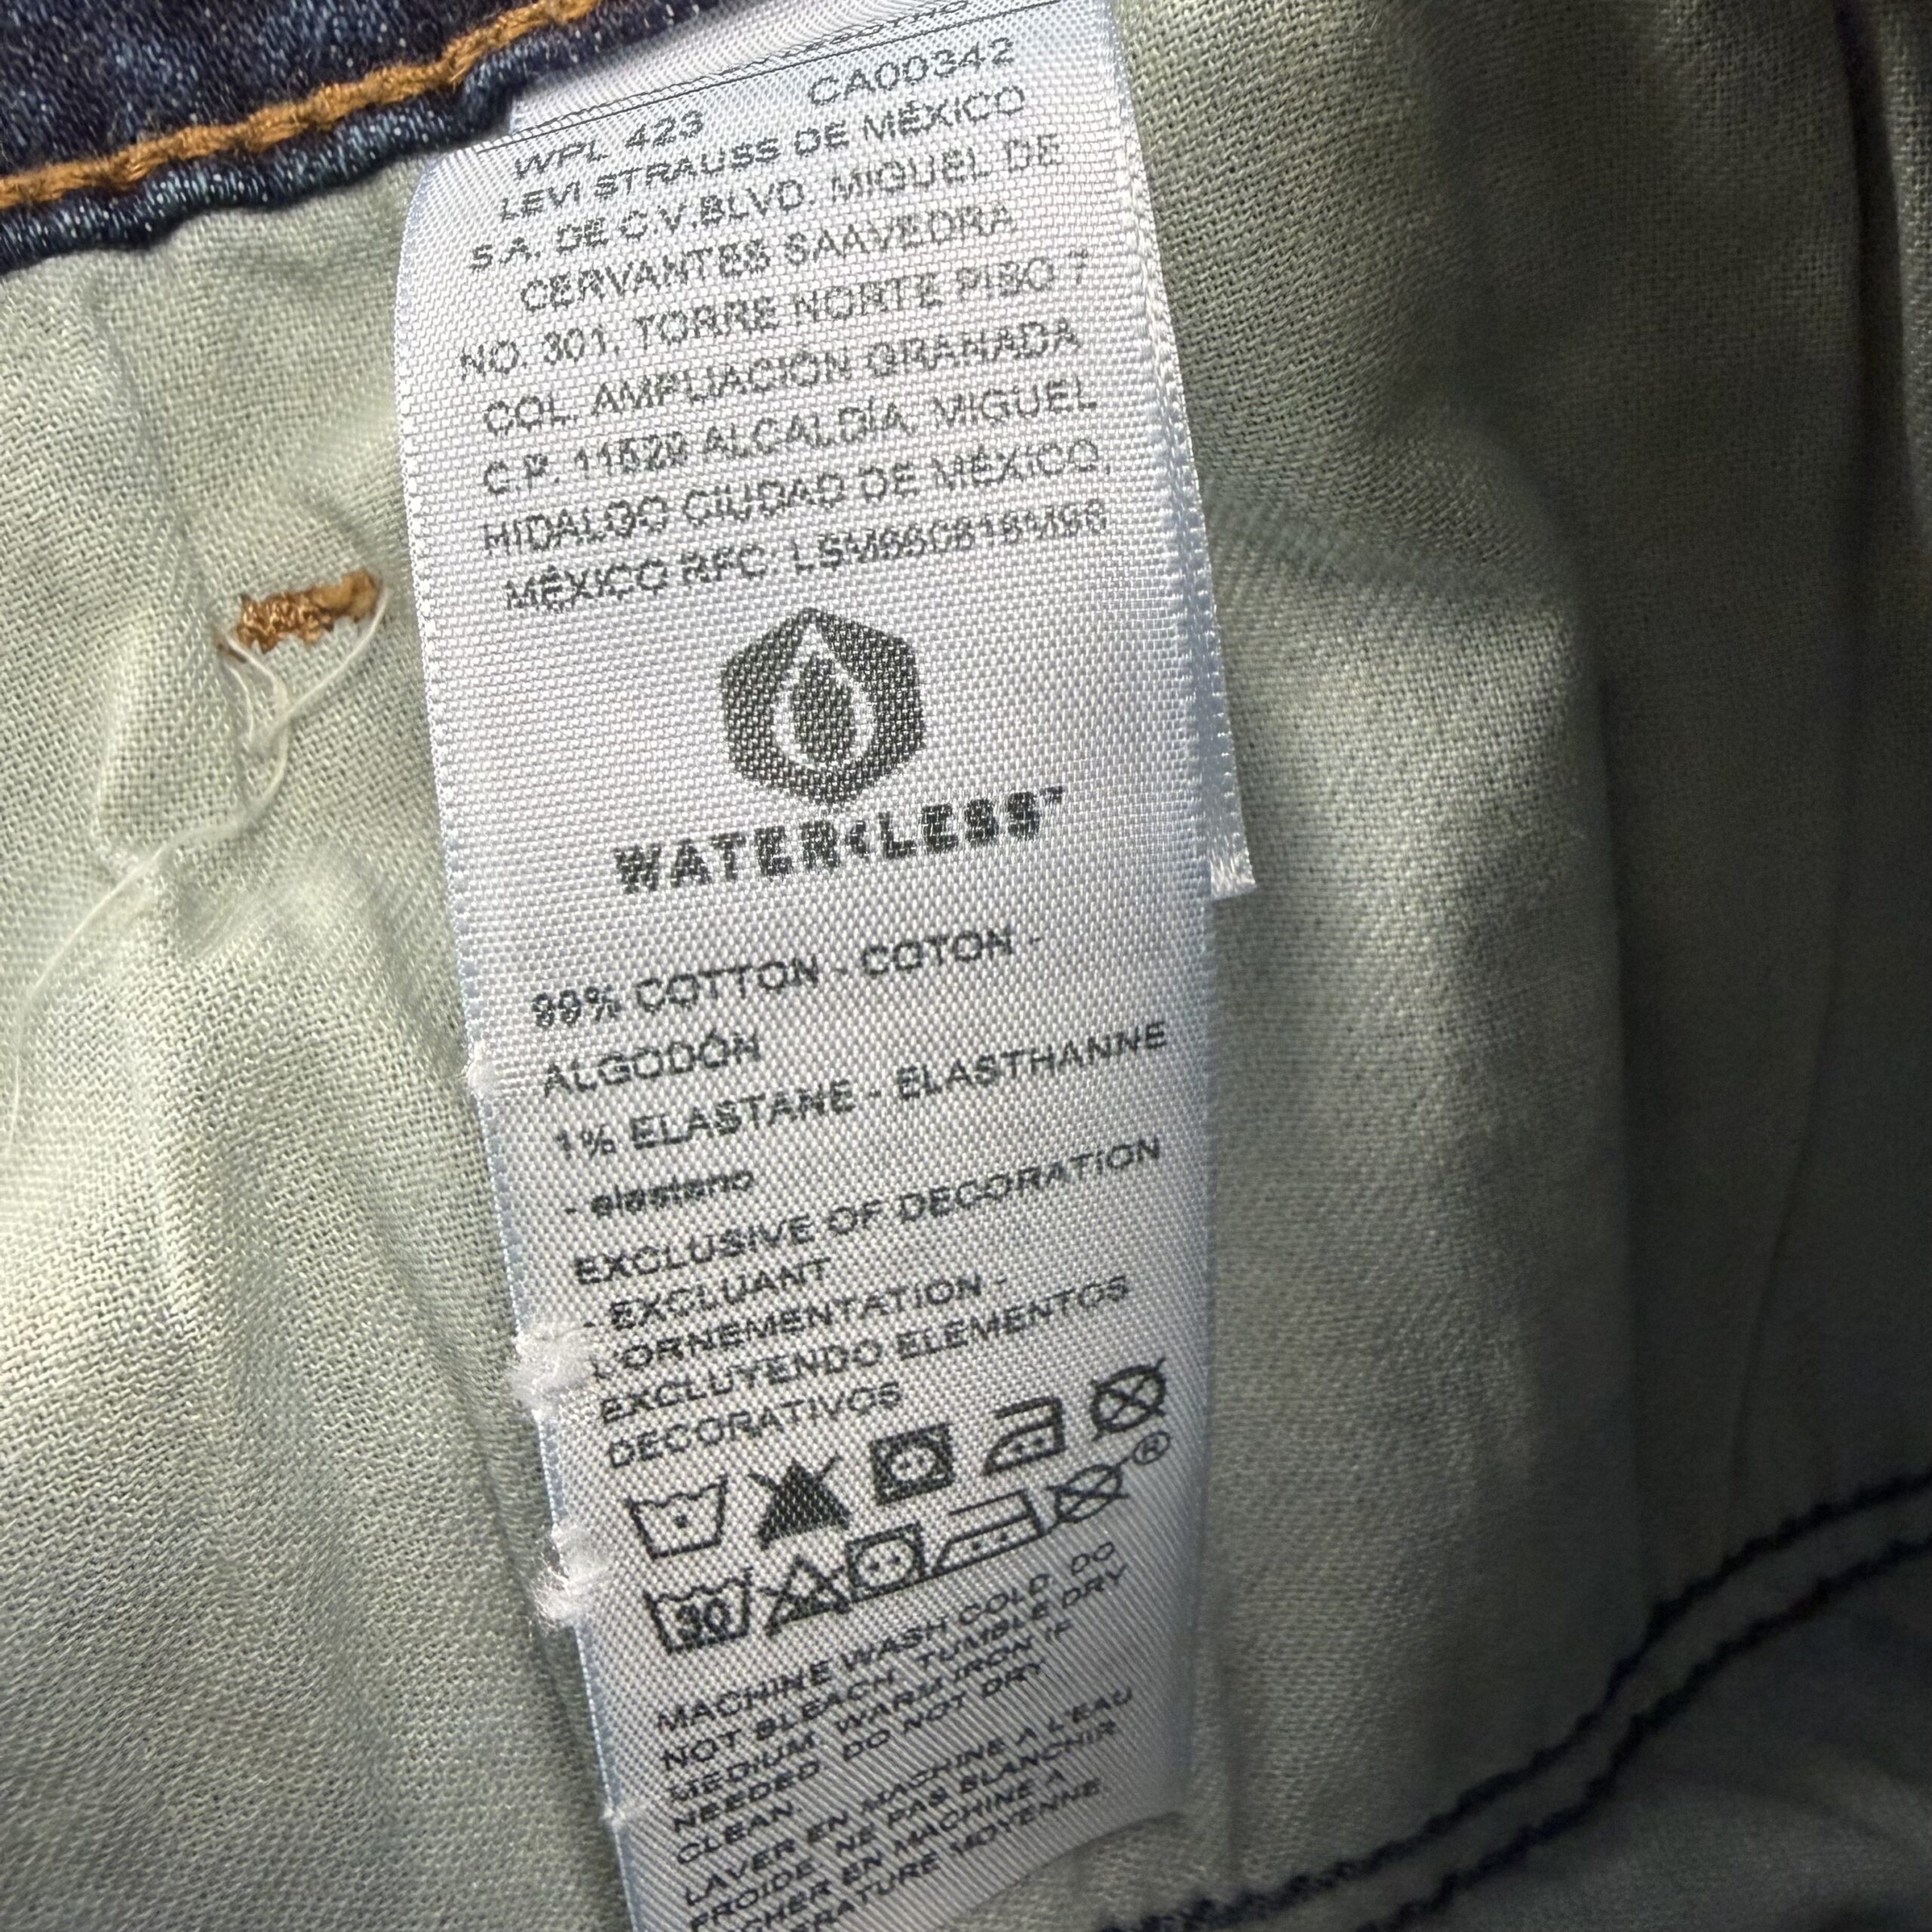 WPL 423 CA00342
LEVI STRAUSS DE MÉXICO
S.A. DE C.V.BLVD. MIGUEL DE
CERVANTES SAAVEDRA
NO. 301, TORRE NORTE PISO 7
COL. AMPLIACIÓN GRANADA
C.P. 11529 ALCALDÍA, MIGUEL
HIDALGO CIUDAD DE MÉXICO,
MÉXICO RFC:
WATER<LESS™
99% COTTON - COTON -
ALGODÓN
1% ELASTANE - ELASTHANNE
- elastano
EXCLUSIVE OF DECORATION
- EXCLUANT
L'ORNEMENTATION -
EXCLUYENDO ELEMENTOS
DECORATIVOS
®
30
MACHINE WASH COLD. DO
NOT BLEACH. TUMBLE DRY
MEDIUM. WARM IRON IF
NEEDED. DO NOT DRY
CLEAN.
LAVER EN MACHINE A L'EAU
FROIDE. NE PAS BLANCHIR.
CHER EN MACHINE A
ERATURE MOYENNE.